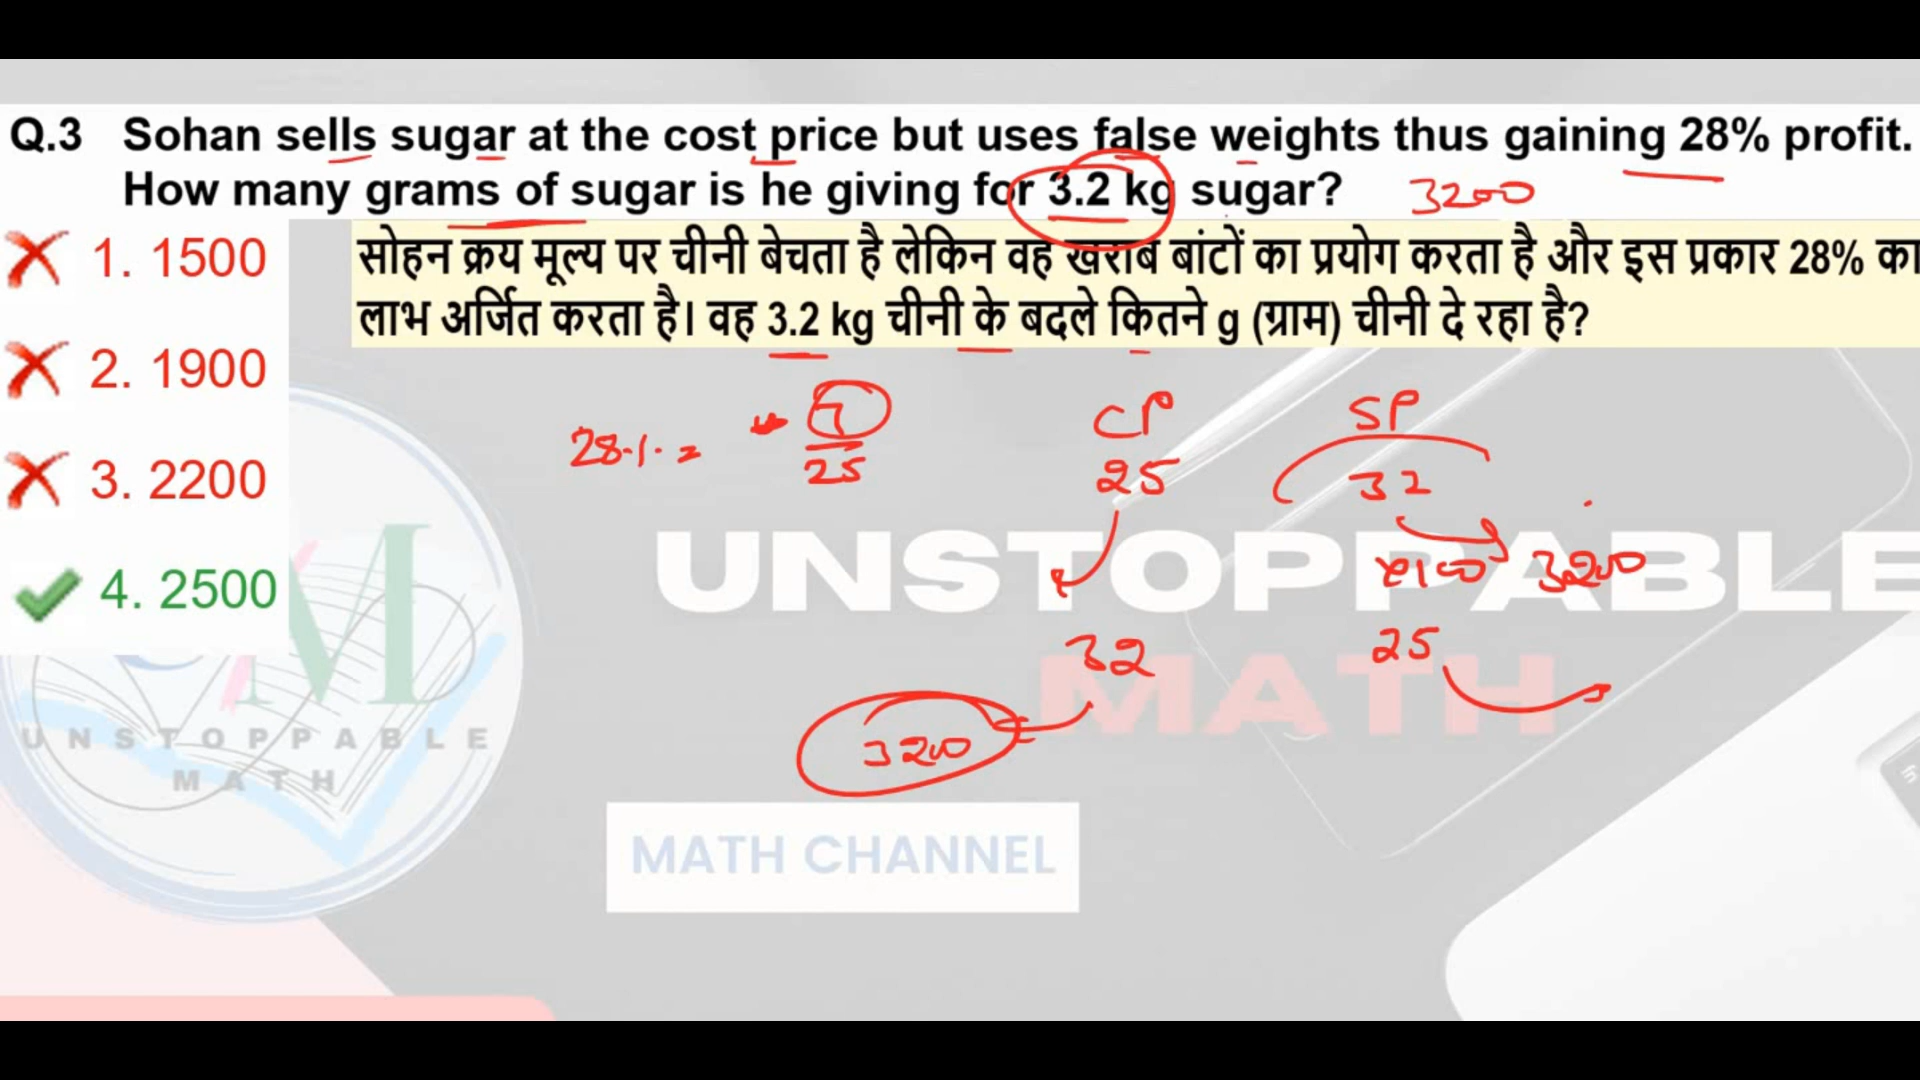 Q.3 Sohan sells sugar at the cost price but uses false weights thus gaining 28% profit.
How many grams of sugar is he giving for 3.2 kg sugar? 3200
1. 1500
2. 1900
3. 2200
4. 2500
सोहन क्रय मूल्य पर चीनी बेचता है लेकिन वह खराब बांटों का प्रयोग करता है और इस प्रकार 28% का
लाभ अर्जित करता है। वह 3.2 kg चीनी के बदले कितने g (ग्राम) चीनी दे रहा है?
28% = 7/25
CP SP
25 32
x100 3200
32 25
3200
UNSTOPPABLE
MATH
M
UNSTOPPABLE
MATH
MATH CHANNEL